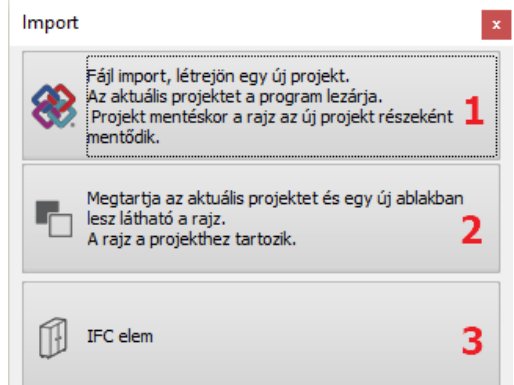 Import
x
Fájl import, létrejön egy új projekt.
Az aktuális projektet a program lezárja.
Projekt mentéskor a rajz az új projekt részeként
mentődik.
1
Megtartja az aktuális projektet és egy új ablakban
lesz látható a rajz.
A rajz a projekthez tartozik.
2
IFC elem
3